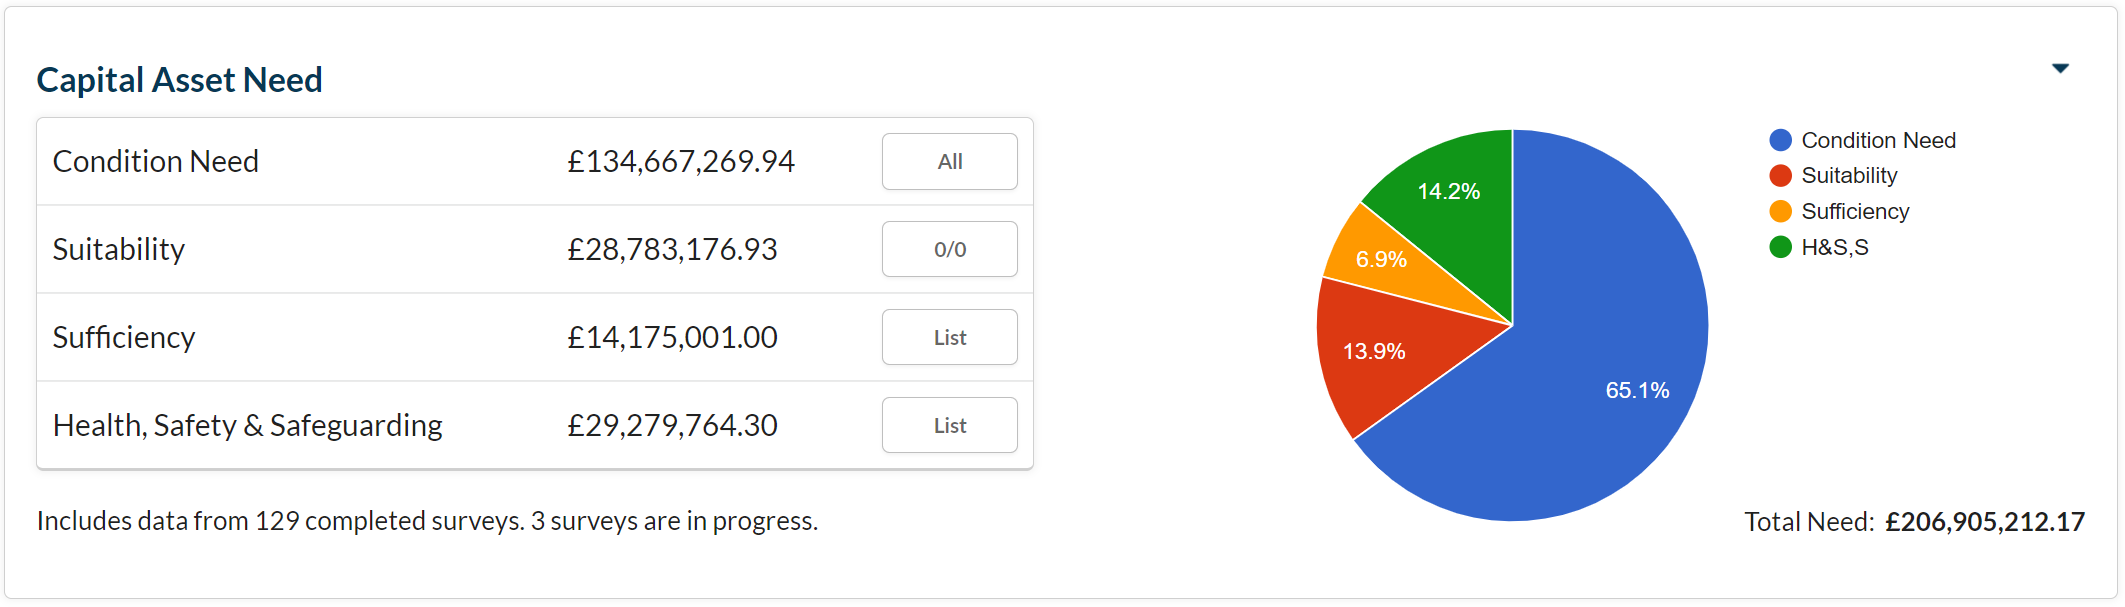 Capital Asset Need
Condition Need £134,667,269.94 All
Suitability £28,783,176.93 0/0
Sufficiency £14,175,001.00 List
Health, Safety & Safeguarding £29,279,764.30 List
Includes data from 129 completed surveys. 3 surveys are in progress.
14.2%
6.9%
13.9%
65.1%
Condition Need
Suitability
Sufficiency
H&S,S
Total Need: £206,905,212.17